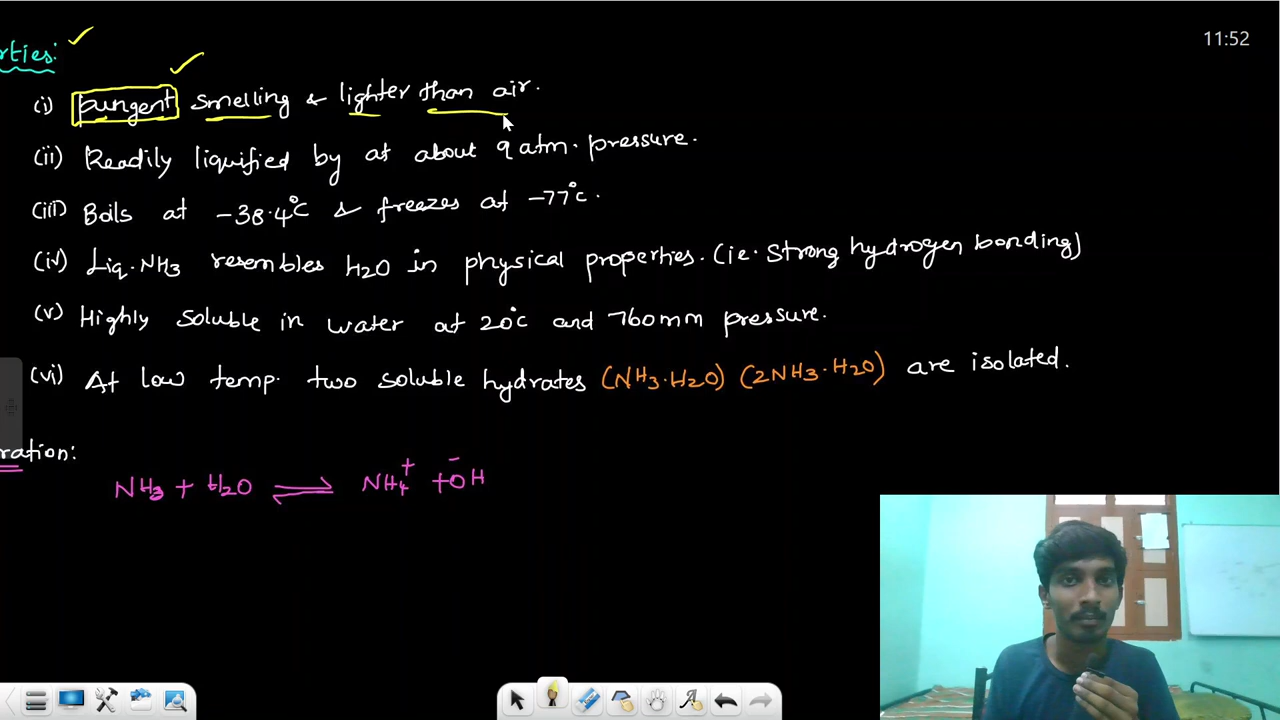 11:52
rties:
(i) pungent smelling & lighter than air.
(ii) Readily liquified by at about 9 atm. pressure.
(iii) Boils at -38.4°C & freezes at -77°C.
(iv) Liq. NH3 resembles H2O in physical properties. (ie. Strong hydrogen bonding)
(v) Highly soluble in water at 20°C and 760mm pressure.
(vi) At low temp. two soluble hydrates (NH3.H2O) (2NH3.H2O) are isolated.
ration:
NH3 + H2O ⇌ NH4+ + -OH